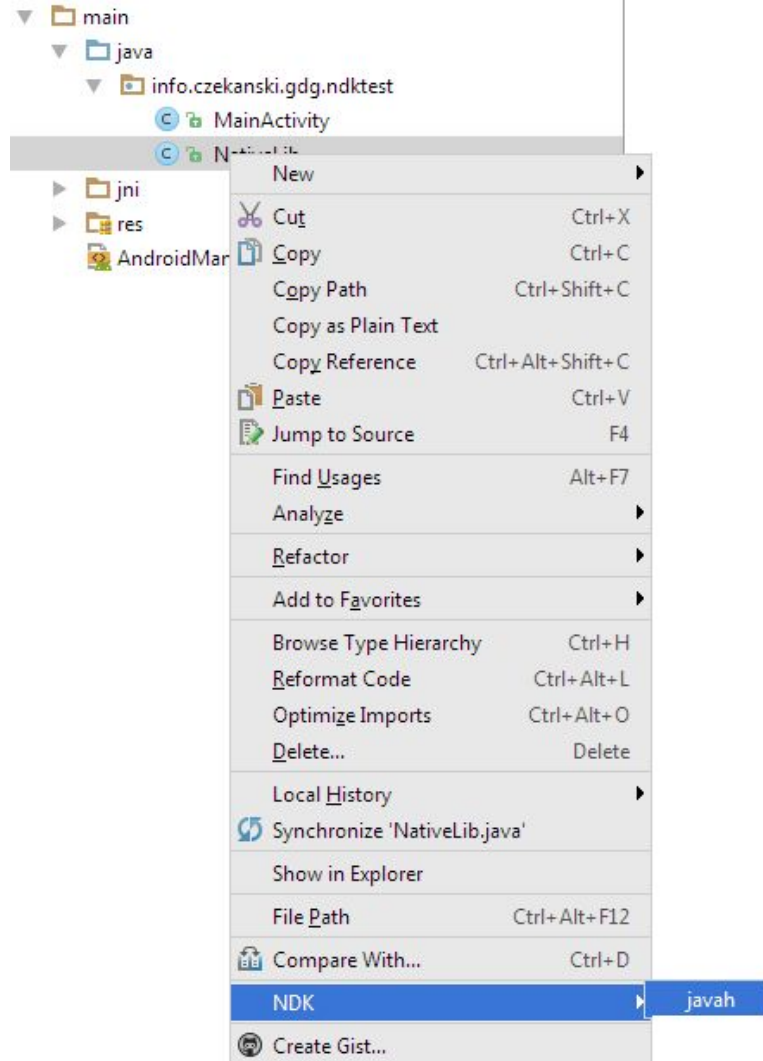 main
java
info.czekanski.gdg.ndktest
MainActivity
New
jni
Cut Ctrl+X
res
Copy Ctrl+C
Copy Path Ctrl+Shift+C
Copy as Plain Text
Copy Reference Ctrl+Alt+Shift+C
Paste Ctrl+V
Jump to Source F4
Find Usages Alt+F7
Analyze
Refactor
Add to Favorites
Browse Type Hierarchy Ctrl+H
Reformat Code Ctrl+Alt+L
Optimize Imports Ctrl+Alt+O
Delete... Delete
Local History
Synchronize 'NativeLib.java'
Show in Explorer
File Path Ctrl+Alt+F12
Compare With... Ctrl+D
NDK javah
Create Gist...